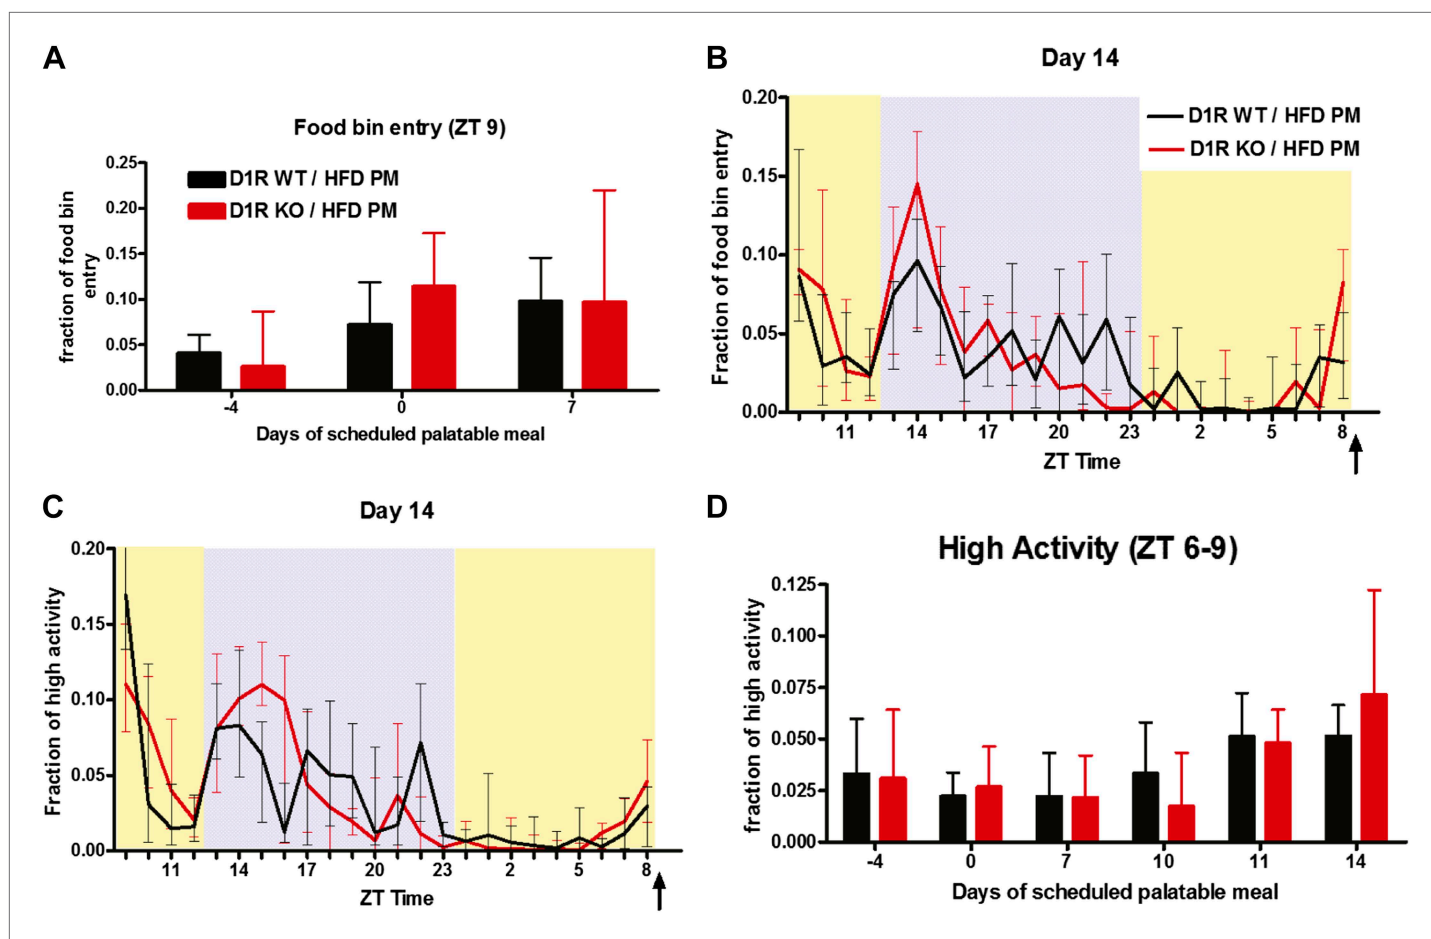 A
Food bin entry (ZT 9)
fraction of food bin
entry
0.25
0.20
0.15
0.10
0.05
0.00
D1R WT / HFD PM
D1R KO / HFD PM
-4 0 7
Days of scheduled palatable meal
B
Day 14
Fraction of food bin entry
0.20
0.15
0.10
0.05
0.00
D1R WT / HFD PM
D1R KO / HFD PM
11 14 17 20 23 2 5 8
ZT Time
C
Day 14
Fraction of high activity
0.20
0.15
0.10
0.05
0.00
11 14 17 20 23 2 5 8
ZT Time
D
High Activity (ZT 6-9)
fraction of high activity
0.125
0.100
0.075
0.050
0.025
0.000
-4 0 7 10 11 14
Days of scheduled palatable meal